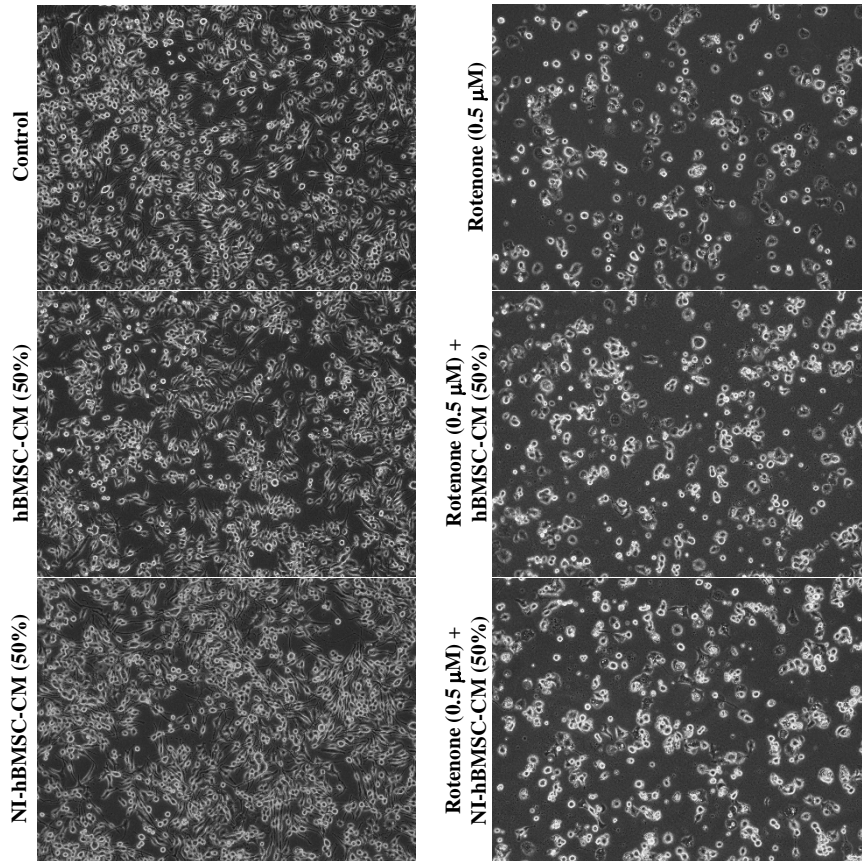 Control
Rotenone (0.5 µM)
hBMSC-CM (50%)
Rotenone (0.5 µM) +
hBMSC-CM (50%)
NI-hBMSC-CM (50%)
Rotenone (0.5 µM) +
NI-hBMSC-CM (50%)